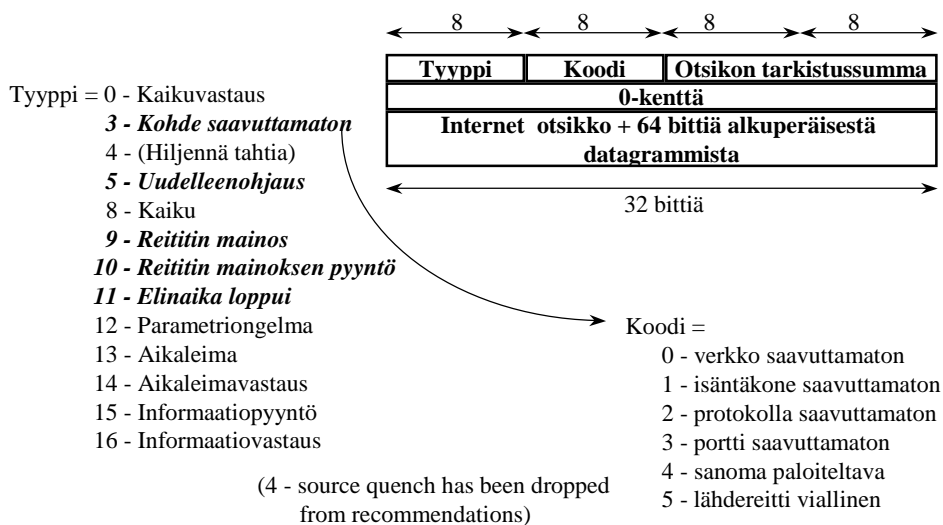 8 8 8 8
Tyyppi Koodi Otsikon tarkistussumma
0-kenttä
Internet otsikko + 64 bittiä alkuperäisestä
datagrammista
32 bittiä
Tyyppi = 0 - Kaikuvastaus
3 - Kohde saavuttamaton
4 - (Hiljennä tahtia)
5 - Uudelleenohjaus
8 - Kaiku
9 - Reititin mainos
10 - Reititin mainoksen pyyntö
11 - Elinaika loppui
12 - Parametriongelma
13 - Aikaleima
14 - Aikaleimavastaus
15 - Informaatiopyyntö
16 - Informaatiovastaus
Koodi =
0 - verkko saavuttamaton
1 - isäntäkone saavuttamaton
2 - protokolla saavuttamaton
3 - portti saavuttamaton
4 - sanoma paloiteltava
5 - lähdereitti viallinen
(4 - source quench has been dropped
from recommendations)